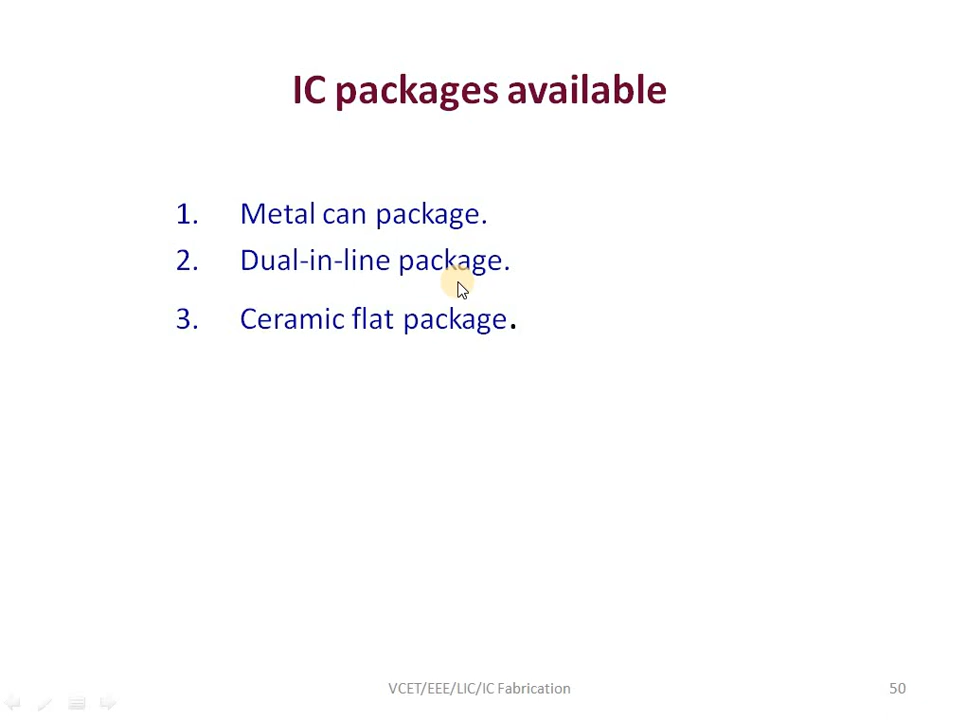 IC packages available
1. Metal can package.
2. Dual-in-line package.
3. Ceramic flat package.
VCET/EEE/LIC/IC Fabrication
50